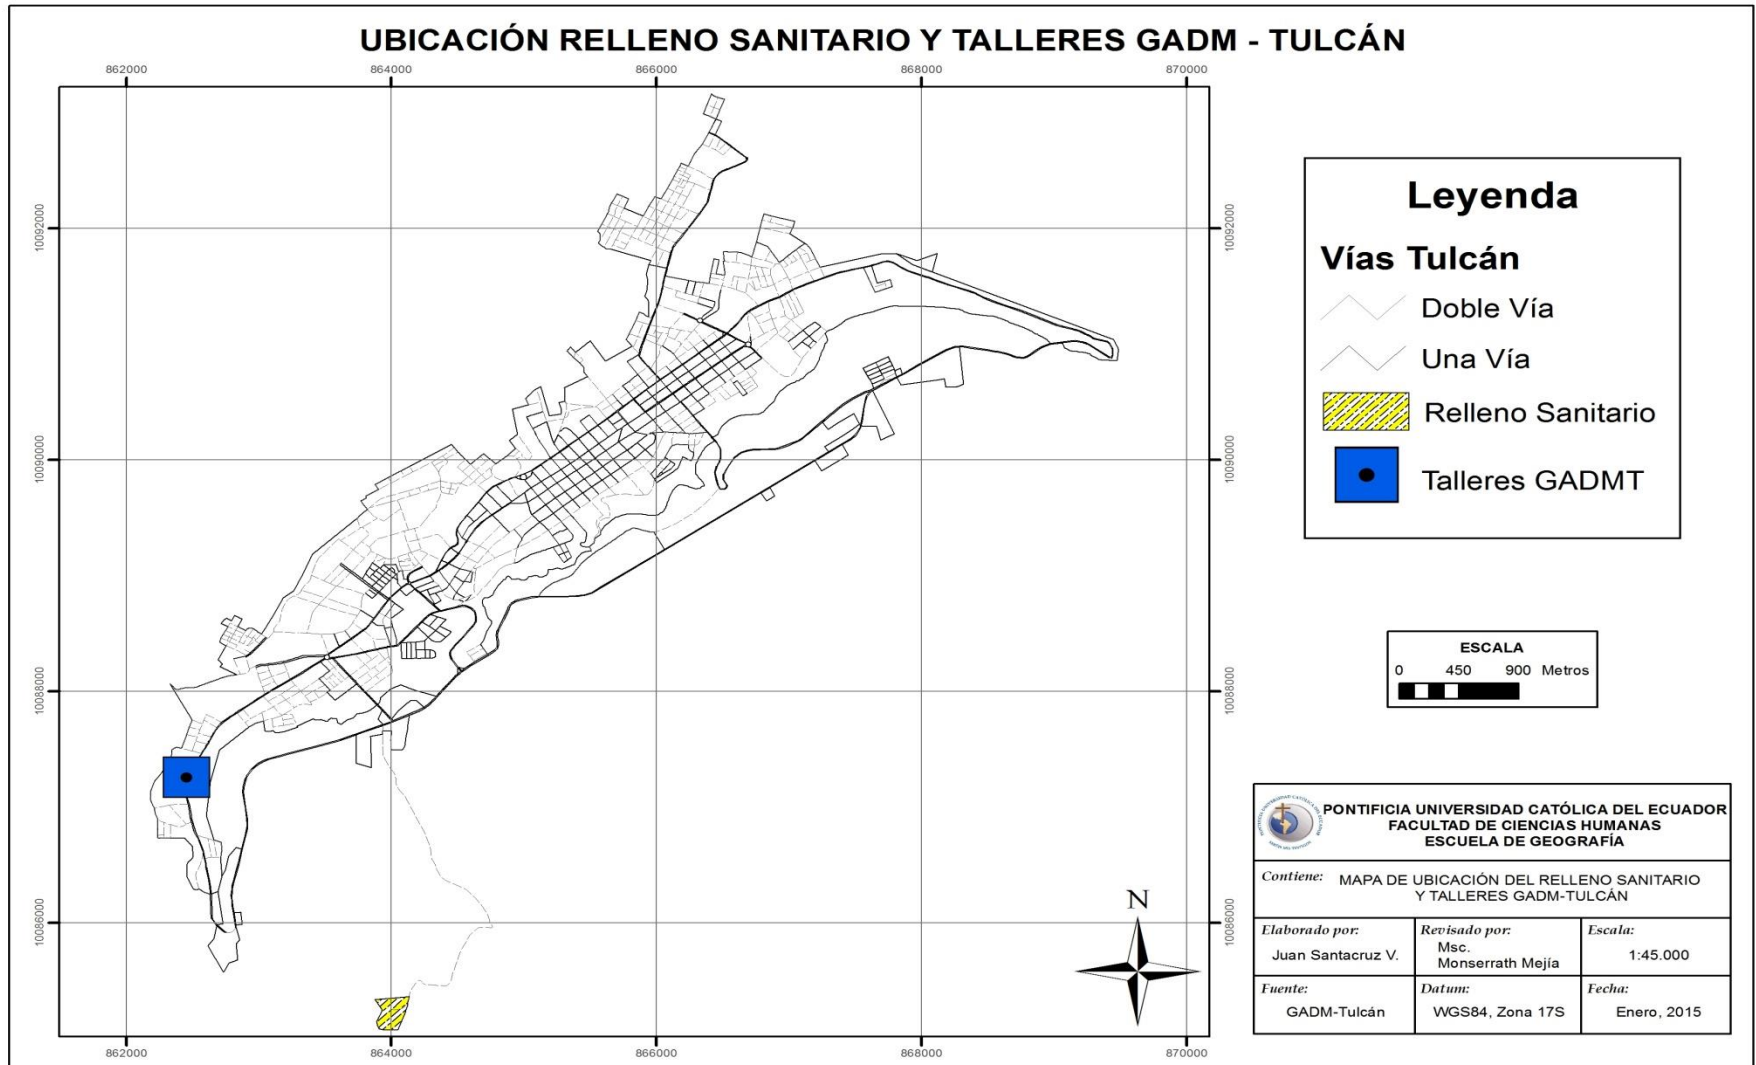 UBICACIÓN RELLENO SANITARIO Y TALLERES GADM - TULCÁN
862000 864000 866000 868000 870000
10092000 10092000
10090000 10090000
10088000 10088000
10086000 10086000
862000 864000 866000 868000 870000
Leyenda
Vías Tulcán
Doble Vía
Una Vía
Relleno Sanitario
Talleres GADMT
ESCALA
0 450 900 Metros
N
PONTIFICIA UNIVERSIDAD CATÓLICA DEL ECUADOR
FACULTAD DE CIENCIAS HUMANAS
ESCUELA DE GEOGRAFÍA
Contiene: MAPA DE UBICACIÓN DEL RELLENO SANITARIO
Y TALLERES GADM-TULCÁN
Elaborado por:
Juan Santacruz V.
Revisado por:
Msc.
Monserrath Mejía
Escala:
1:45.000
Fuente:
GADM-Tulcán
Datum:
WGS84, Zona 17S
Fecha:
Enero, 2015